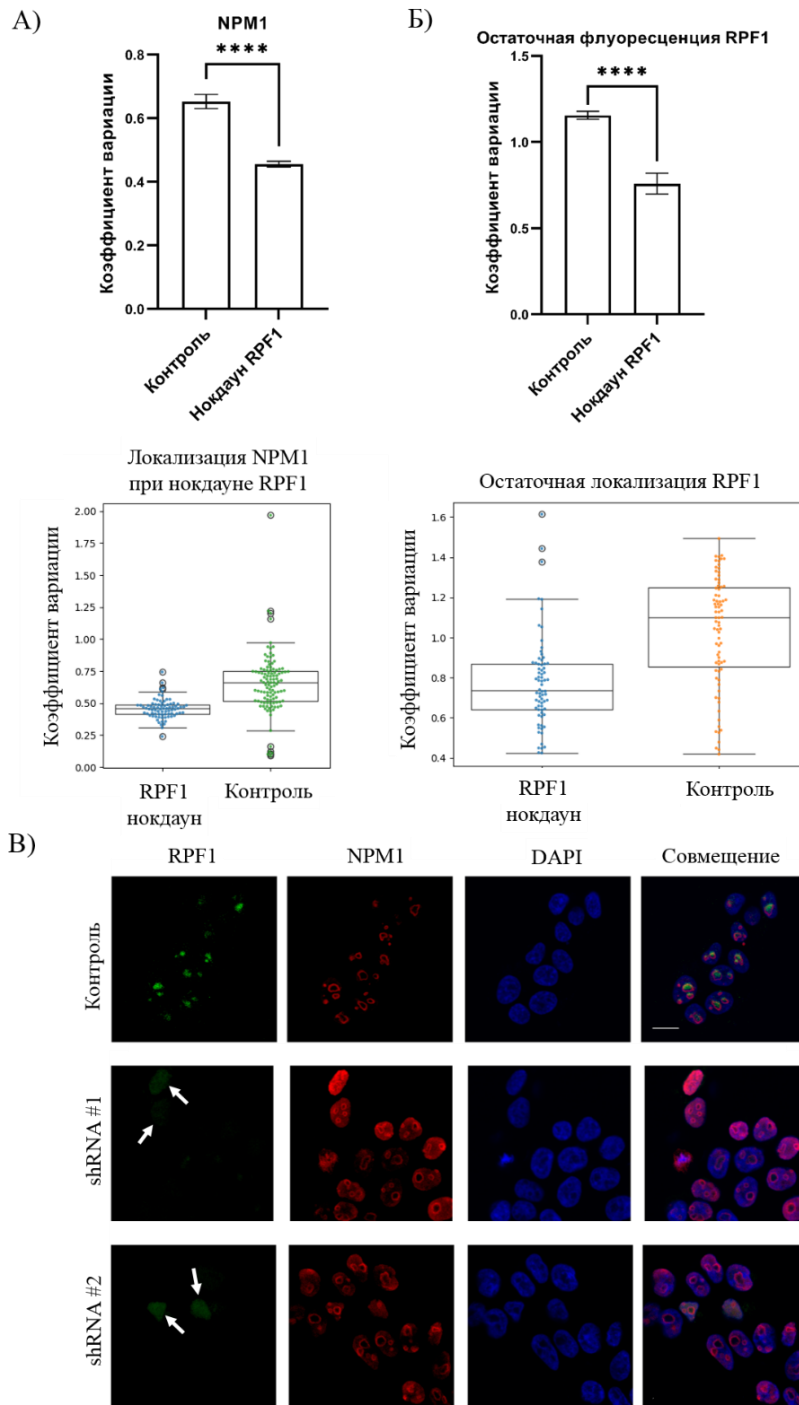 А)
NPM1
****
Коэффициент вариации
0.8
0.6
0.4
0.2
0.0
Контроль
Нокдаун RPF1
Б)
Остаточная флуоресценция RPF1
****
Коэффициент вариации
1.5
1.0
0.5
0.0
Контроль
Нокдаун RPF1
Локализация NPM1
при нокдауне RPF1
Коэффициент вариации
2.00
1.75
1.50
1.25
1.00
0.75
0.50
0.25
0.00
RPF1
нокдаун
Контроль
Остаточная локализация RPF1
Коэффициент вариации
1.6
1.4
1.2
1.0
0.8
0.6
0.4
RPF1
нокдаун
Контроль
В)
RPF1
NPM1
DAPI
Совмещение
Контроль
shRNA #1
shRNA #2